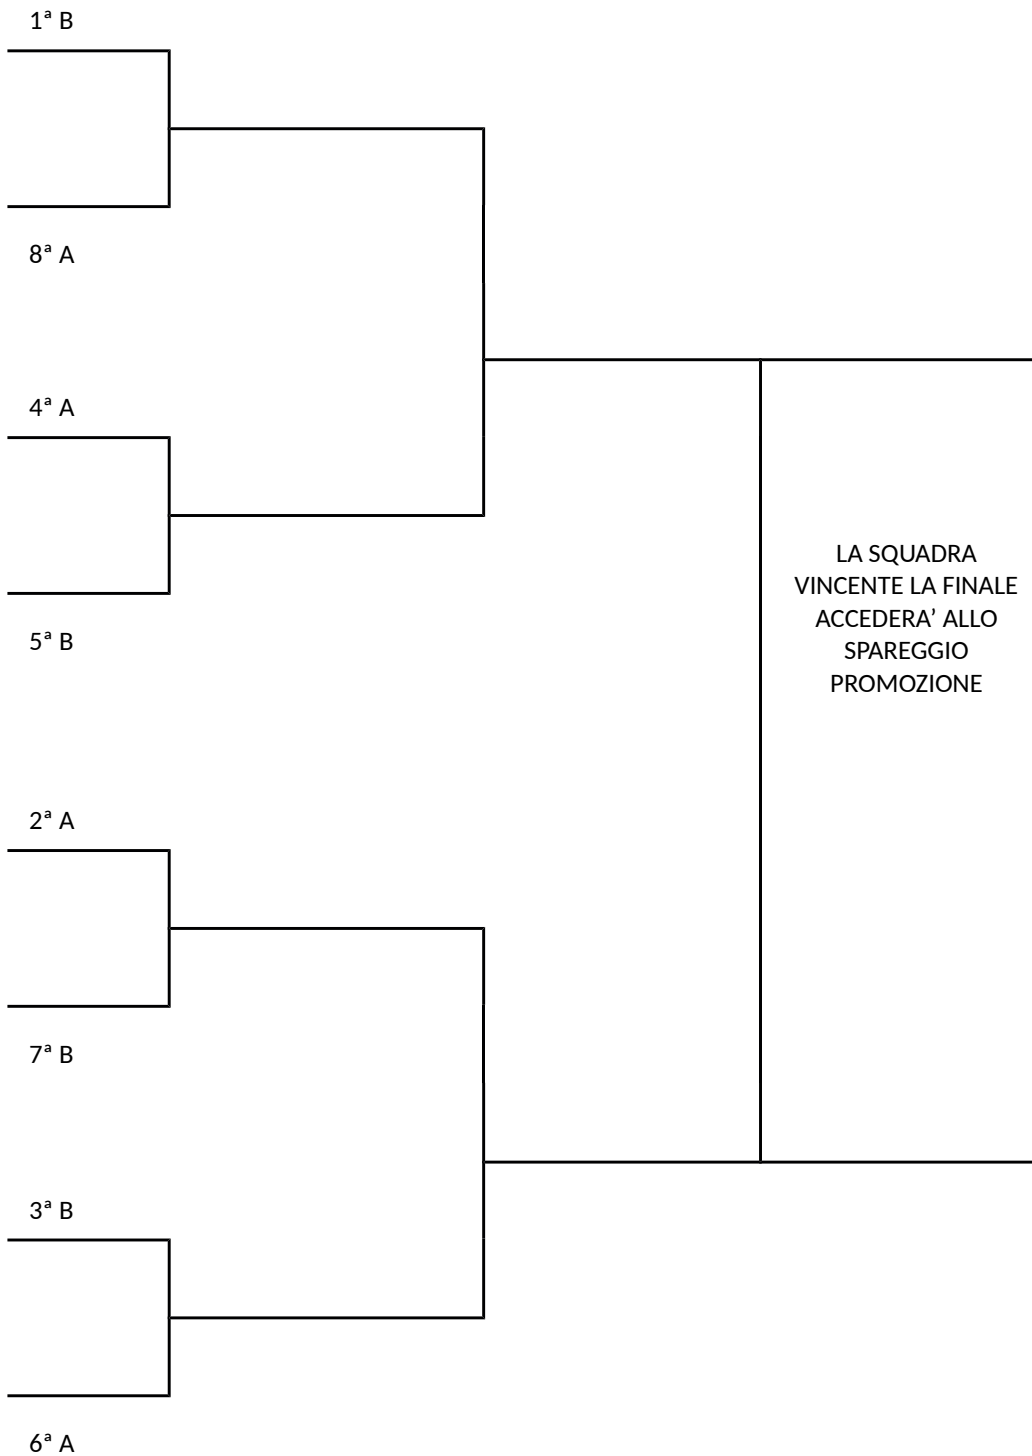 1ª B
8ª A
4ª A
5ª B
LA SQUADRA
VINCENTE LA FINALE
ACCEDERA’ ALLO
SPAREGGIO
PROMOZIONE
2ª A
7ª B
3ª B
6ª A